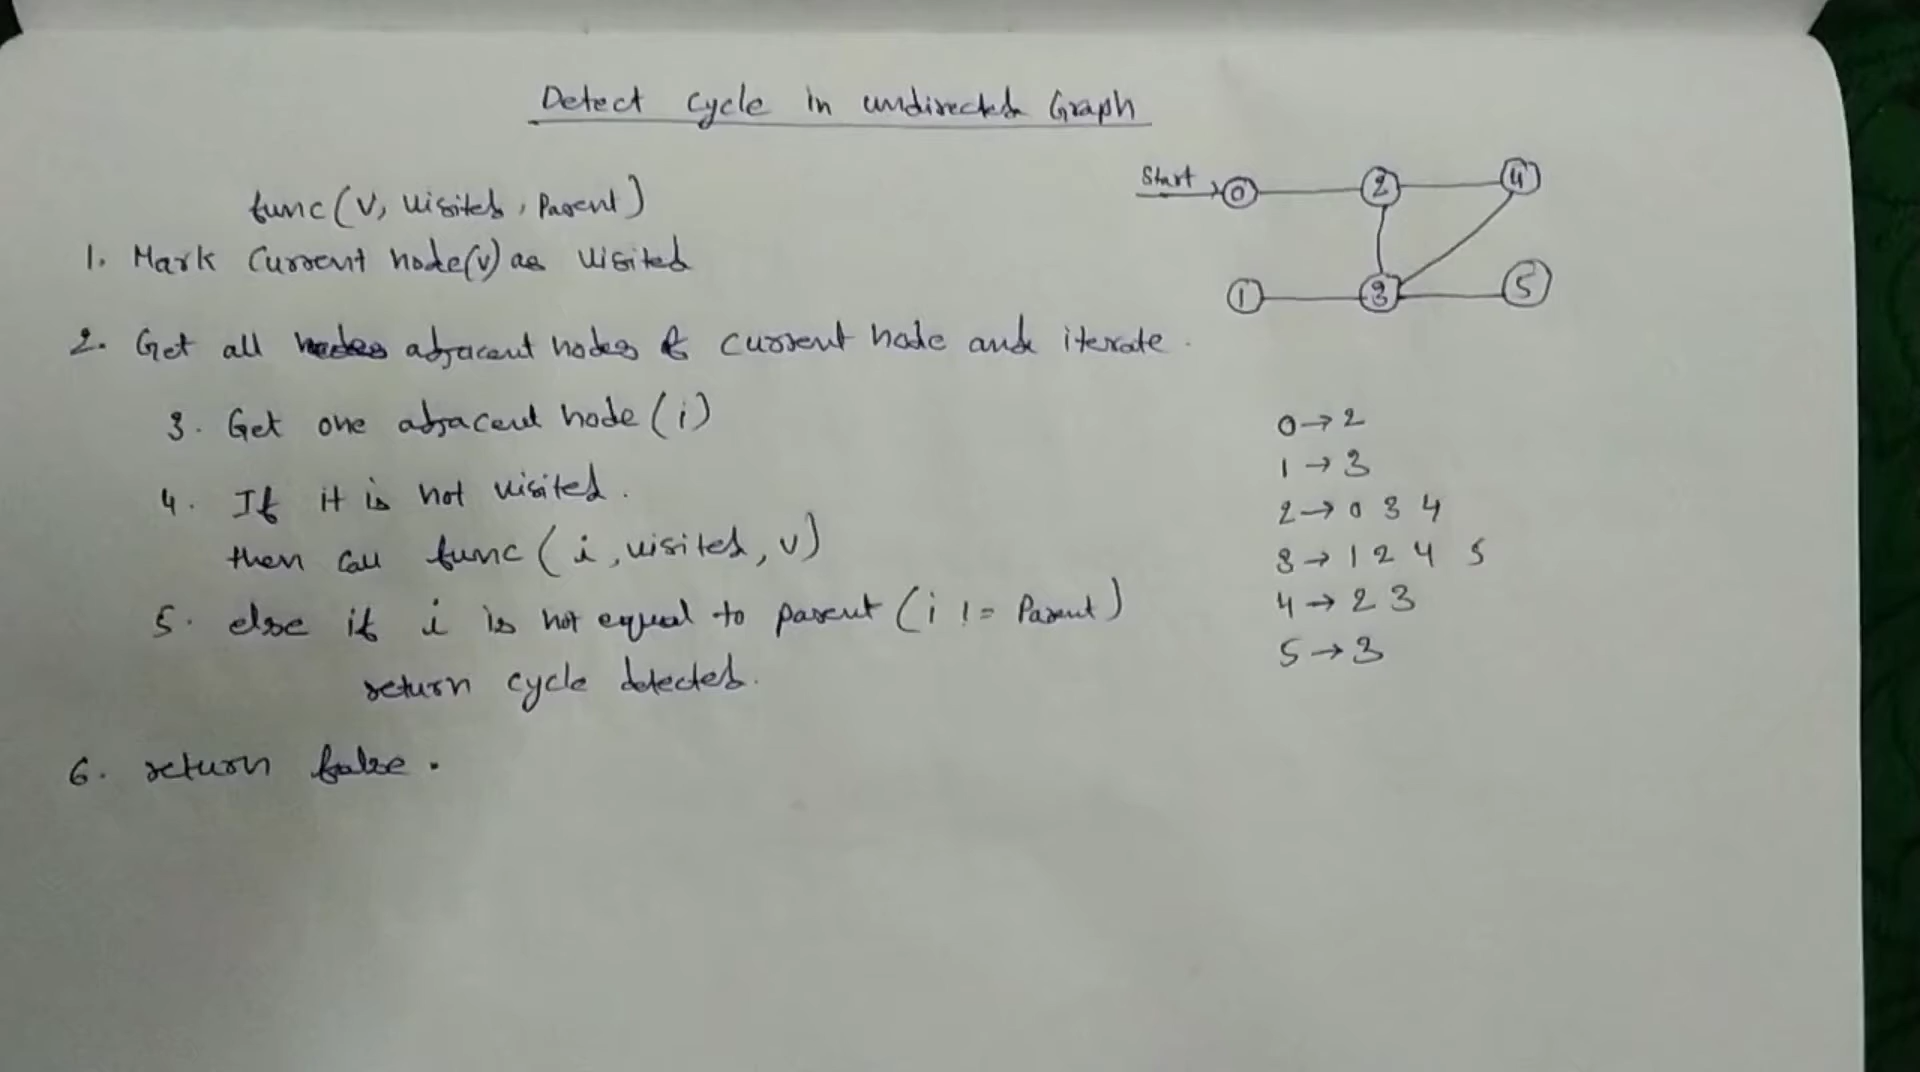 Detect cycle in undirected Graph
func(V, visited, Parent)
1. Mark Current node(v) as visited
2. Get all nodes adjacent nodes of current node and iterate.
3. Get one adjacent node (i)
4. If it is not visited.
then call func (i, visited, v)
5. else if i is not equal to parent (i != Parent)
return cycle detected.
6. return false.
Start 0 2 4
1 3 5
0→2
1→3
2→0 3 4
3→1 2 4 5
4→2 3
5→3